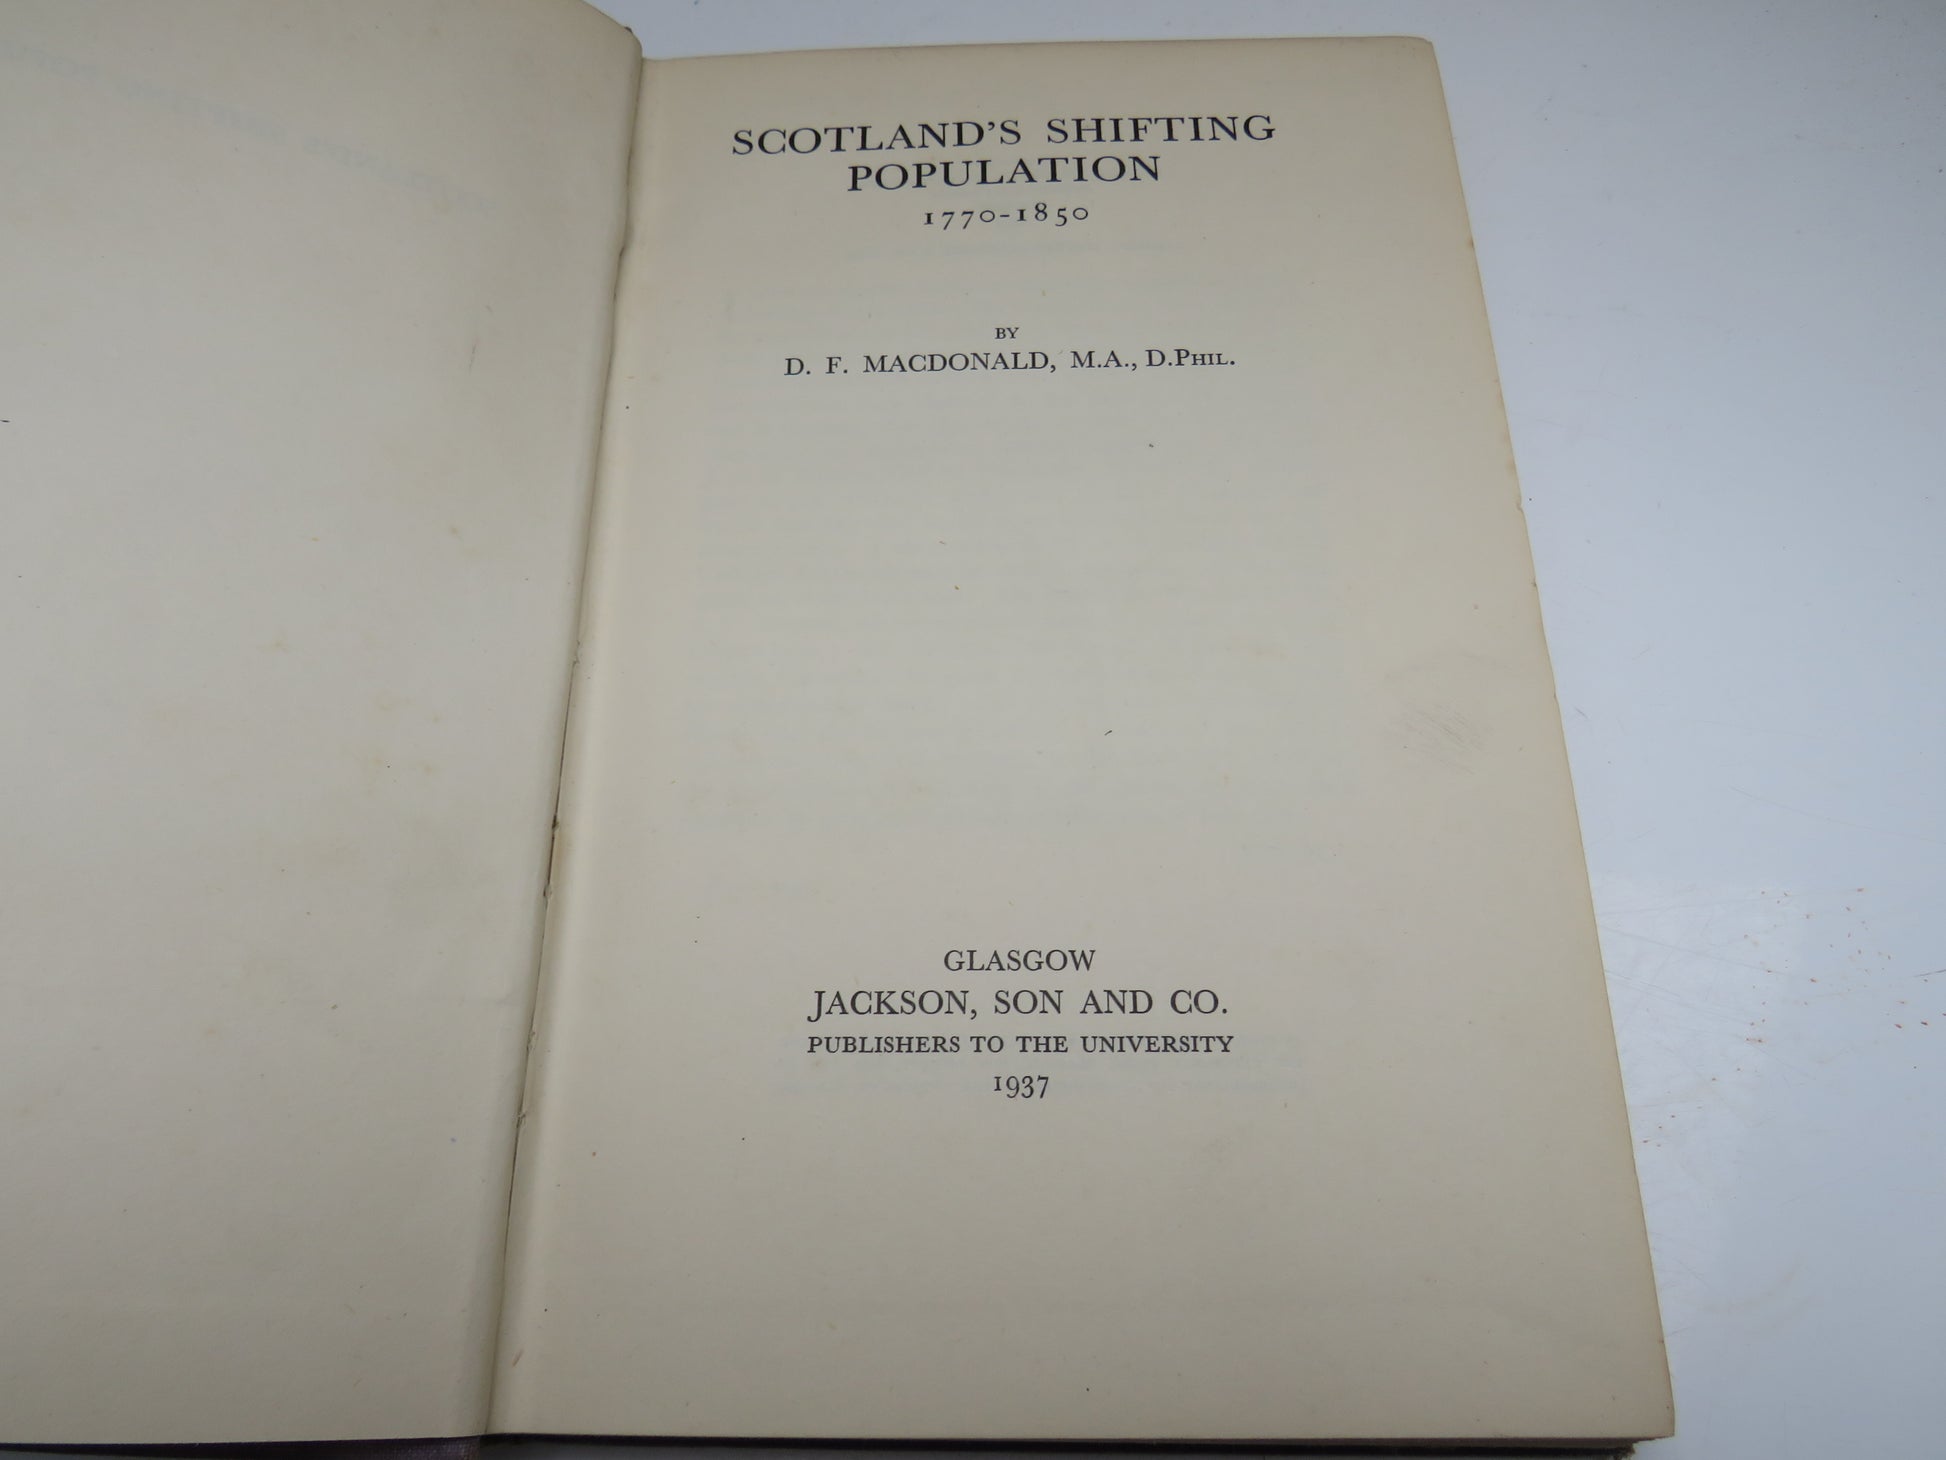 SCOTLAND'S SHIFTING
POPULATION
1770-1850
BY
D. F. MACDONALD, M.A., D.PHIL.
GLASGOW
JACKSON, SON AND CO.
PUBLISHERS TO THE UNIVERSITY
1937